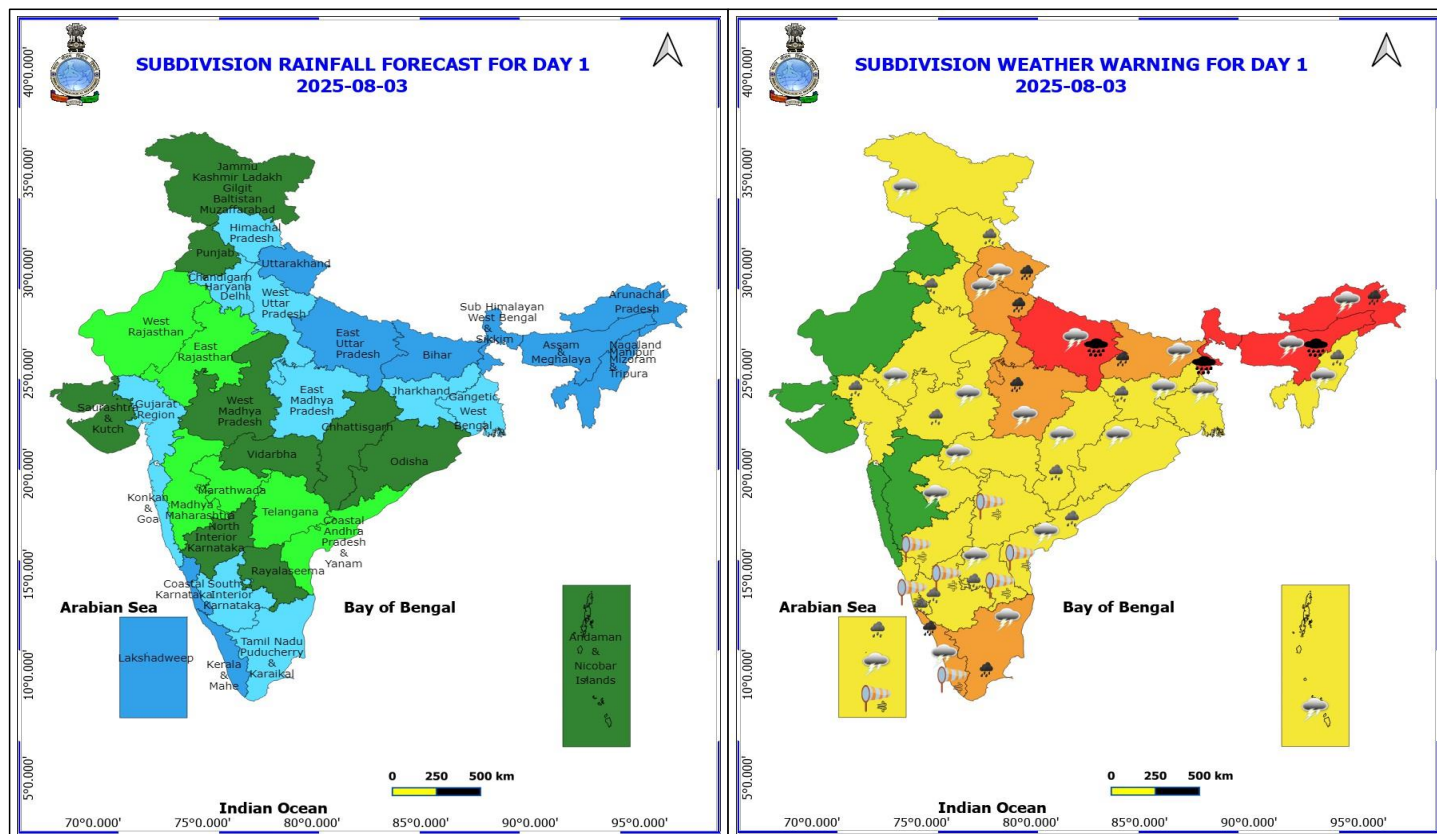 SUBDIVISION RAINFALL FORECAST FOR DAY 1
2025-08-03
40°0.000'
35°0.000'
30°0.000'
25°0.000'
20°0.000'
15°0.000'
10°0.000'
5°0.000'
Jammu
Kashmir Ladakh
Gilgit
Baltistan
Muzaffarabad
Himachal
Pradesh
Punjab
Uttarakhand
Chandigarh
Haryana
Delhi
West
Uttar
Pradesh
West
Rajasthan
East
Rajasthan
East
Uttar
Pradesh
Bihar
Sub Himalayan
West Bengal
&
Sikkim
Arunachal
Pradesh
Assam
&
Meghalaya
Nagaland
Manipur
Mizoram
&
Tripura
Saurashtra
&
Kutch
Gujarat
Region
West
Madhya
Pradesh
East
Madhya
Pradesh
Jharkhand
Gangetic
West
Bengal
Chhattisgarh
Vidarbha
Odisha
Konkan
&
Goa
Madhya
Maharashtra
Marathwada
Telangana
North
Interior
Karnataka
Coastal
Andhra
Pradesh
&
Yanam
Rayalaseema
Coastal
Karnataka
South
Interior
Karnataka
Arabian Sea
Bay of Bengal
Lakshadweep
Kerala
&
Mahe
Tamil Nadu
Puducherry
&
Karaikal
Andaman
&
Nicobar
Islands
0 250 500 km
Indian Ocean
70°0.000' 75°0.000' 80°0.000' 85°0.000' 90°0.000' 95°0.000'
SUBDIVISION WEATHER WARNING FOR DAY 1
2025-08-03
40°0.000'
35°0.000'
30°0.000'
25°0.000'
20°0.000'
15°0.000'
10°0.000'
5°0.000'
Arabian Sea
Bay of Bengal
0 250 500 km
Indian Ocean
70°0.000' 75°0.000' 80°0.000' 85°0.000' 90°0.000' 95°0.000'